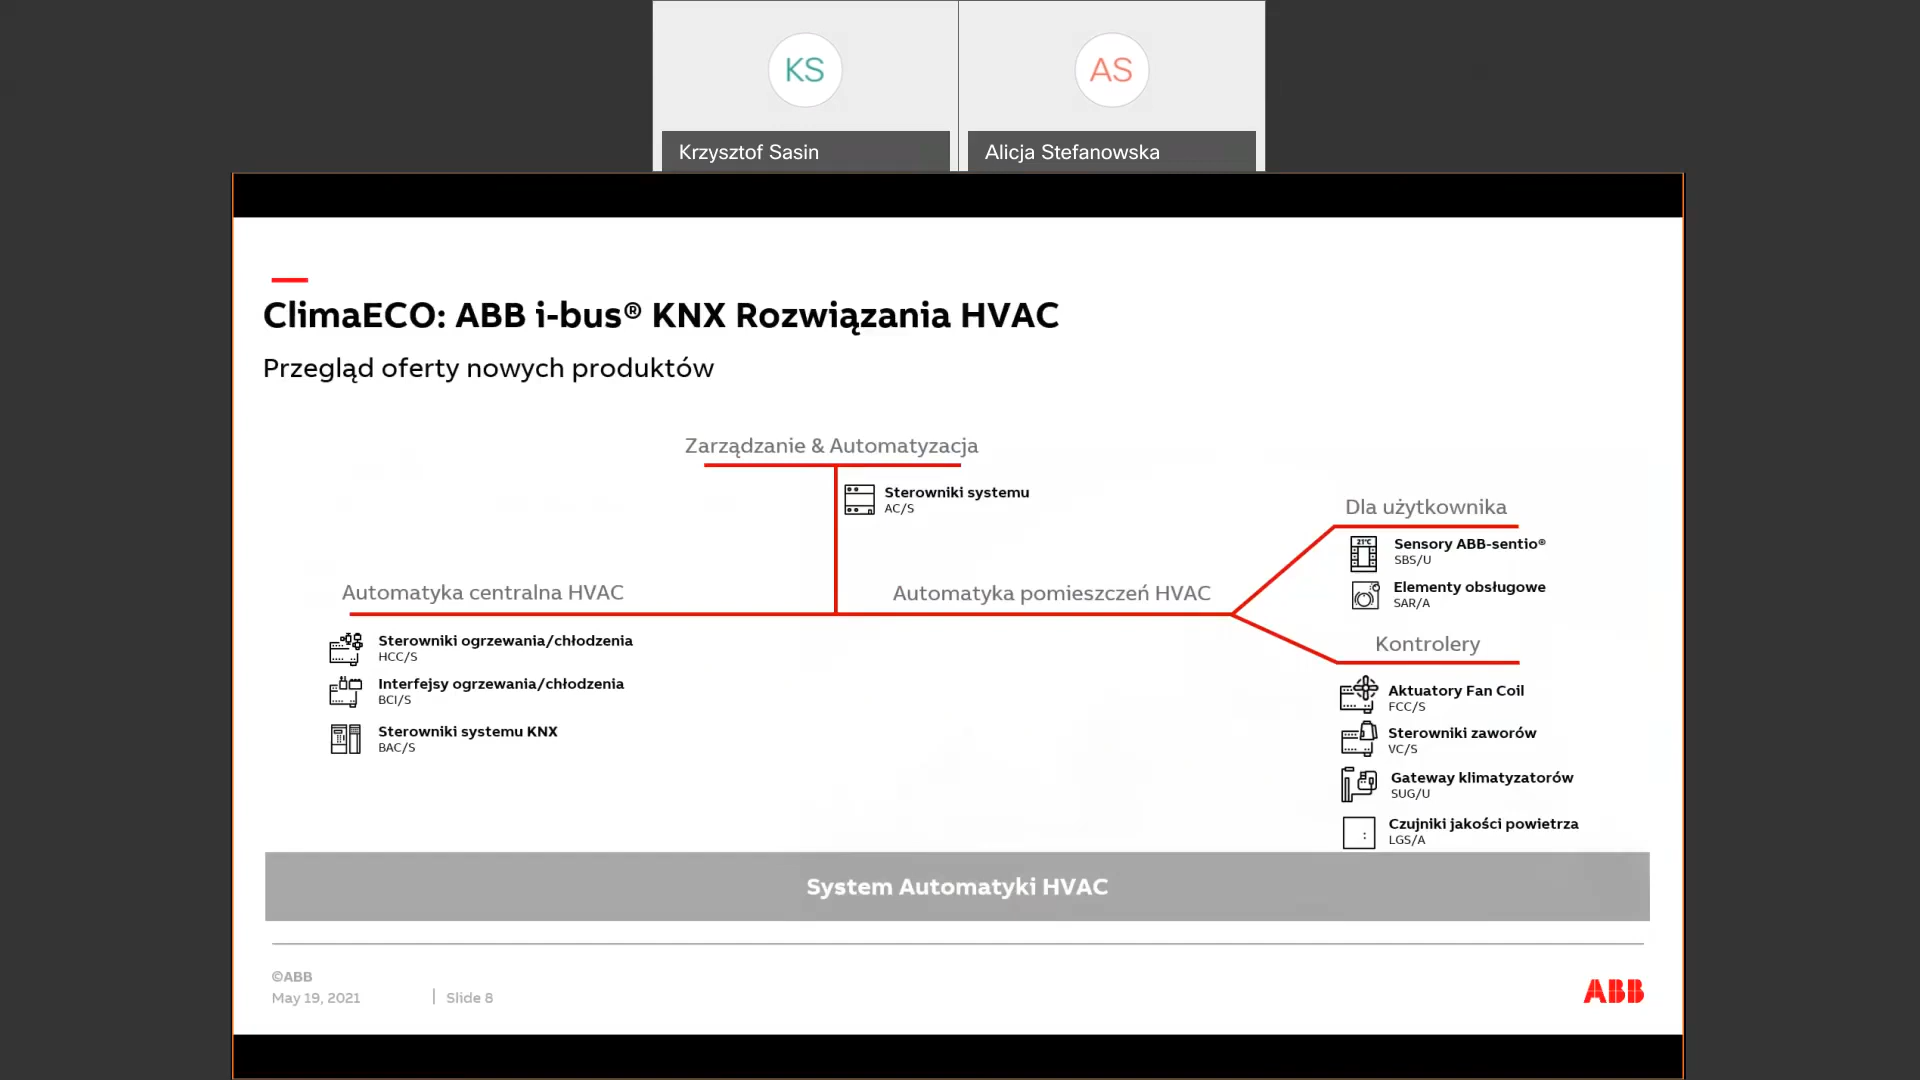 KS
AS
Krzysztof Sasin
Alicja Stefanowska
ClimaECO: ABB i-bus® KNX Rozwiązania HVAC
Przegląd oferty nowych produktów
Zarządzanie & Automatyzacja
Sterowniki systemu
AC/S
Automatyka centralna HVAC
Sterowniki ogrzewania/chłodzenia
HCC/S
Interfejsy ogrzewania/chłodzenia
BCI/S
Sterowniki systemu KNX
BAC/S
Automatyka pomieszczeń HVAC
Dla użytkownika
21°C
Sensory ABB-sentio®
SBS/U
Elementy obsługowe
SAR/A
Kontrolery
Aktuatory Fan Coil
FCC/S
Sterowniki zaworów
VC/S
Gateway klimatyzatorów
SUG/U
Czujniki jakości powietrza
LGS/A
System Automatyki HVAC
©ABB
May 19, 2021
Slide 8
ABB